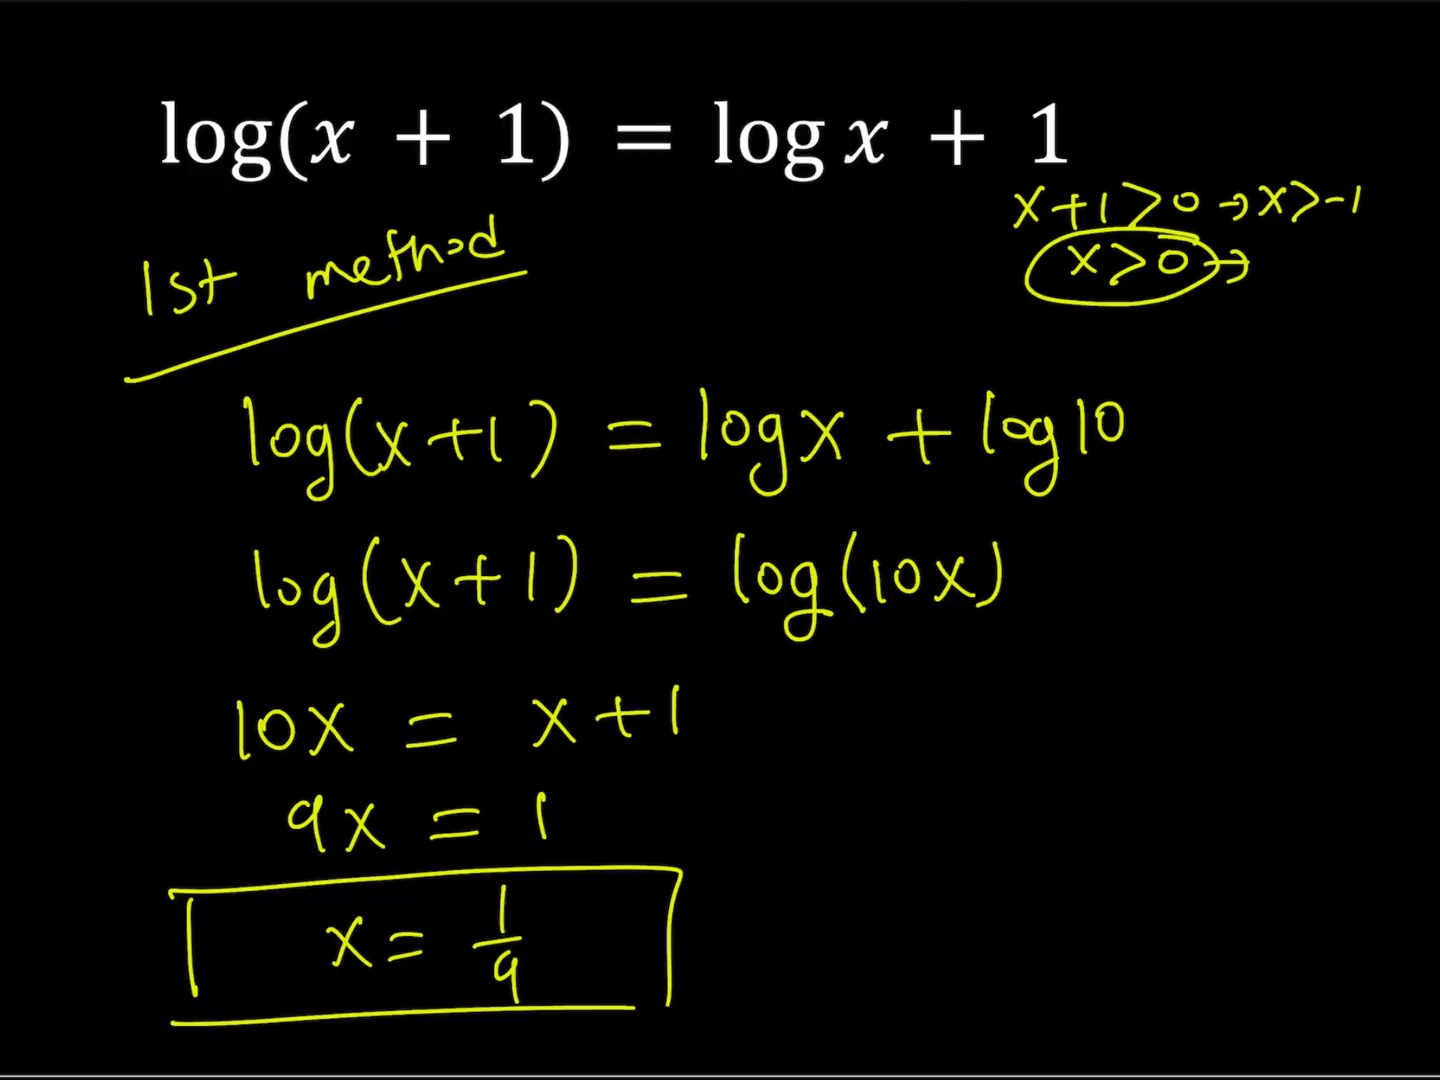 log(x + 1) = log x + 1
x+1>0→x>-1
x>0→
1st method
log(x+1) = logx + log10
log(x+1) = log(10x)
10x = x+1
9x = 1
x = 1/9